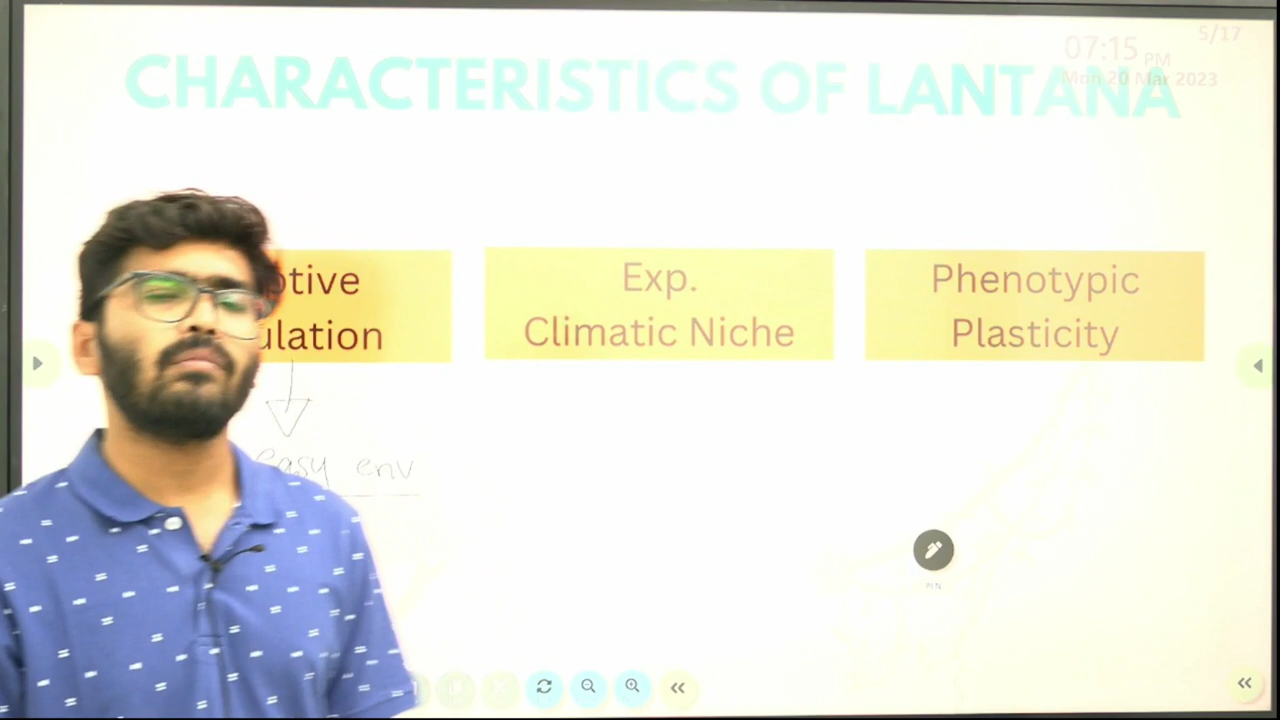 5/17
07:15 PM
Mon 20 Mar 2023
CHARACTERISTICS OF LANTANA
ptive
ulation
Exp.
Climatic Niche
Phenotypic
Plasticity
easy env